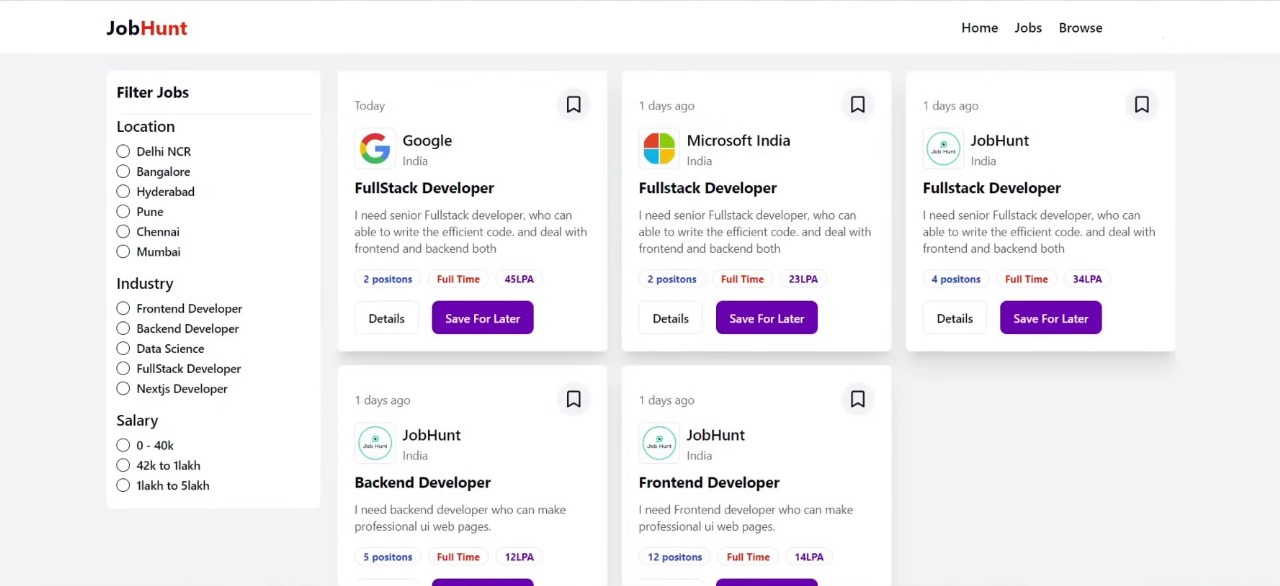 JobHunt
Home Jobs Browse
Filter Jobs
Location
Delhi NCR
Bangalore
Hyderabad
Pune
Chennai
Mumbai
Industry
Frontend Developer
Backend Developer
Data Science
FullStack Developer
Nextjs Developer
Salary
0 - 40k
42k to 1lakh
1lakh to 5lakh
Today
Google
India
FullStack Developer
I need senior Fullstack developer, who can
able to write the efficient code. and deal with
frontend and backend both
2 positons Full Time 45LPA
Details Save For Later
1 days ago
Microsoft India
India
Fullstack Developer
I need senior Fullstack developer, who can
able to write the efficient code. and deal with
frontend and backend both
2 positons Full Time 23LPA
Details Save For Later
1 days ago
Job Hunt
JobHunt
India
Fullstack Developer
I need senior Fullstack developer, who can
able to write the efficient code. and deal with
frontend and backend both
4 positons Full Time 34LPA
Details Save For Later
1 days ago
Job Hunt
JobHunt
India
Backend Developer
I need backend developer who can make
professional ui web pages.
5 positons Full Time 12LPA
1 days ago
Job Hunt
JobHunt
India
Frontend Developer
I need Frontend developer who can make
professional ui web pages.
12 positons Full Time 14LPA